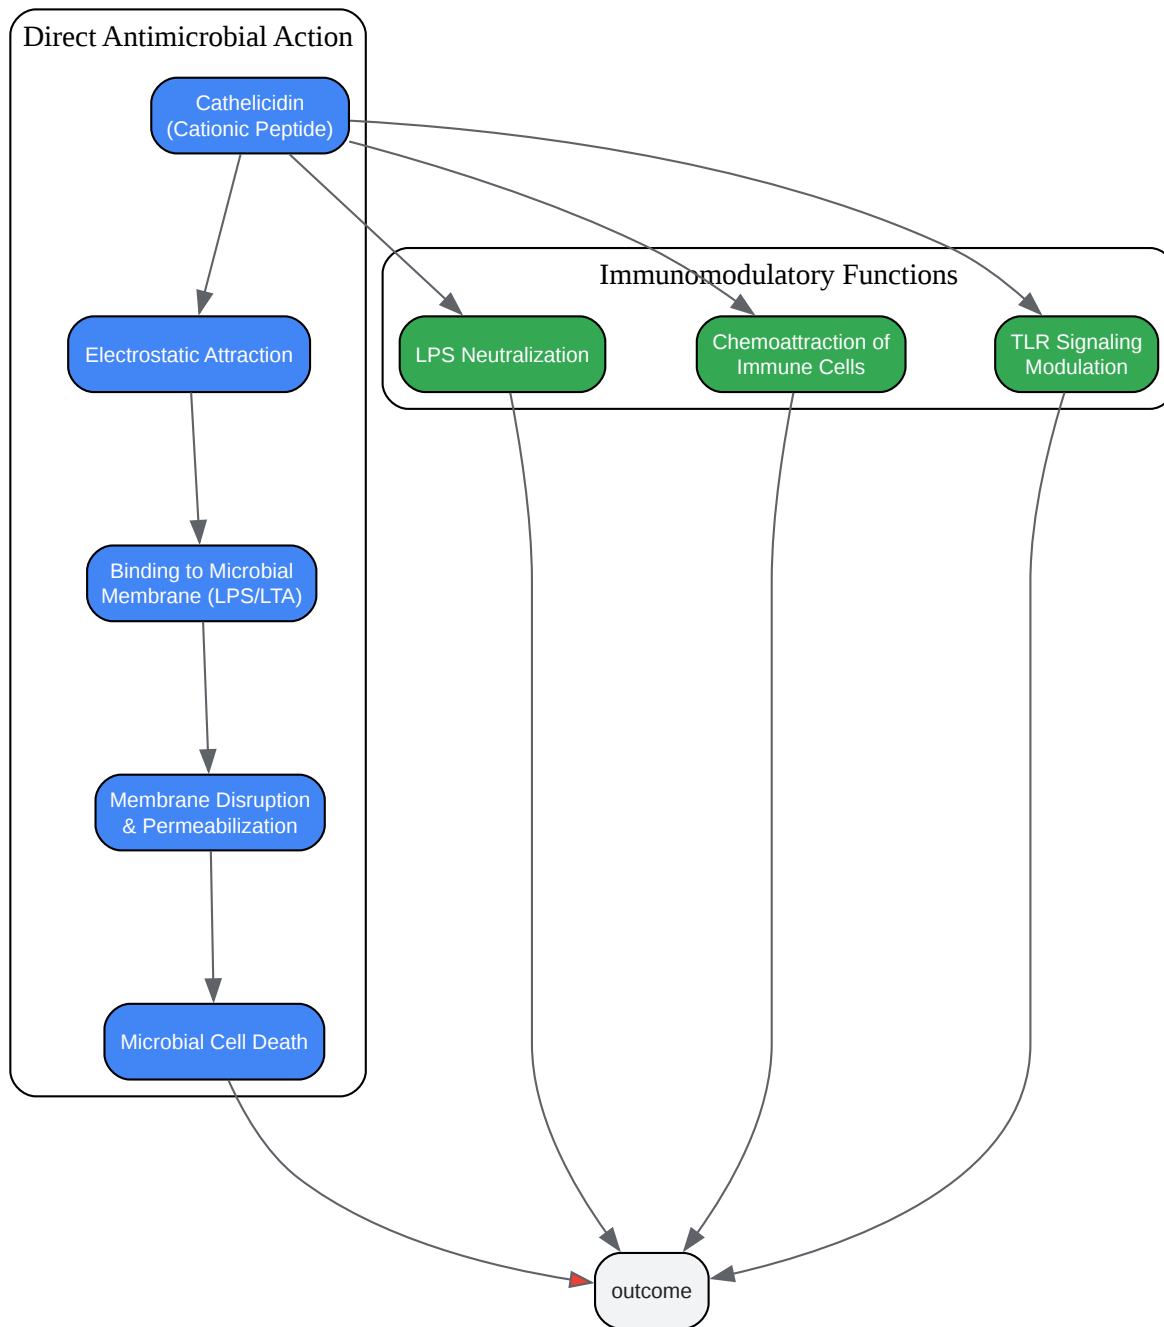 Direct Antimicrobial Action
Cathelicidin
(Cationic Peptide)
Immunomodulatory Functions
Electrostatic Attraction
LPS Neutralization
Chemoattraction of
Immune Cells
TLR Signaling
Modulation
Binding to Microbial
Membrane (LPS/LTA)
Membrane Disruption
& Permeabilization
Microbial Cell Death
outcome